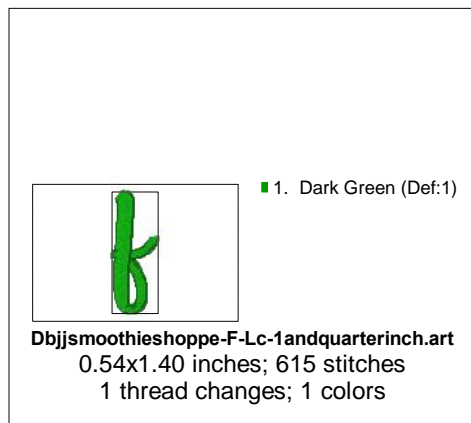 1. Dark Green (Def:1)
f
Dbjjsmoothieshoppe-F-Lc-1andquarterinch.art
0.54x1.40 inches; 615 stitches
1 thread changes; 1 colors